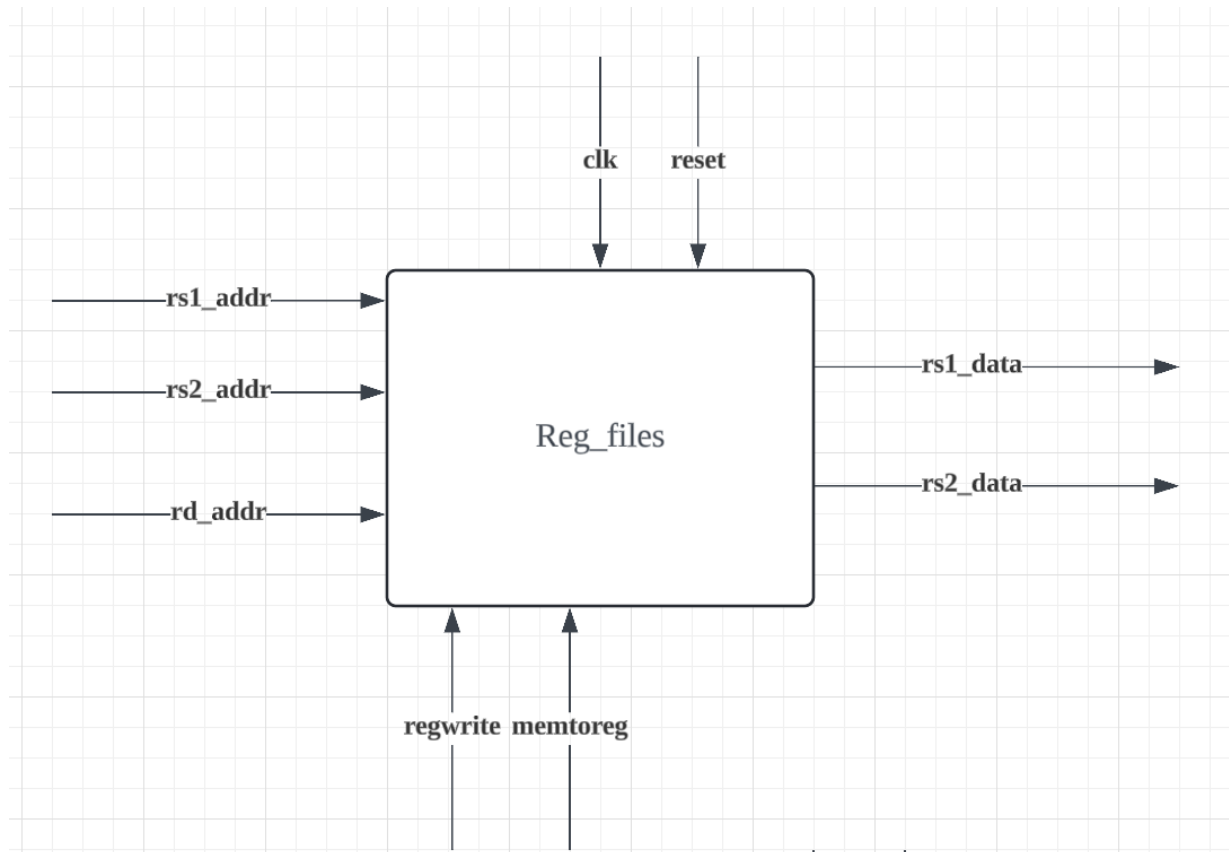 clk reset
rs1_addr
rs1_data
rs2_addr
Reg_files
rs2_data
rd_addr
regwrite memtoreg